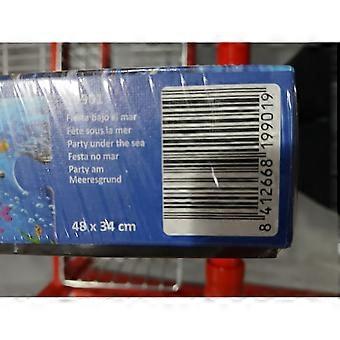 Fiesta bajo el mar
Fête sous la mer
Party under the sea
Festa no mar
Party am
Meeresgrund
48 x 34 cm
8 412668 199019